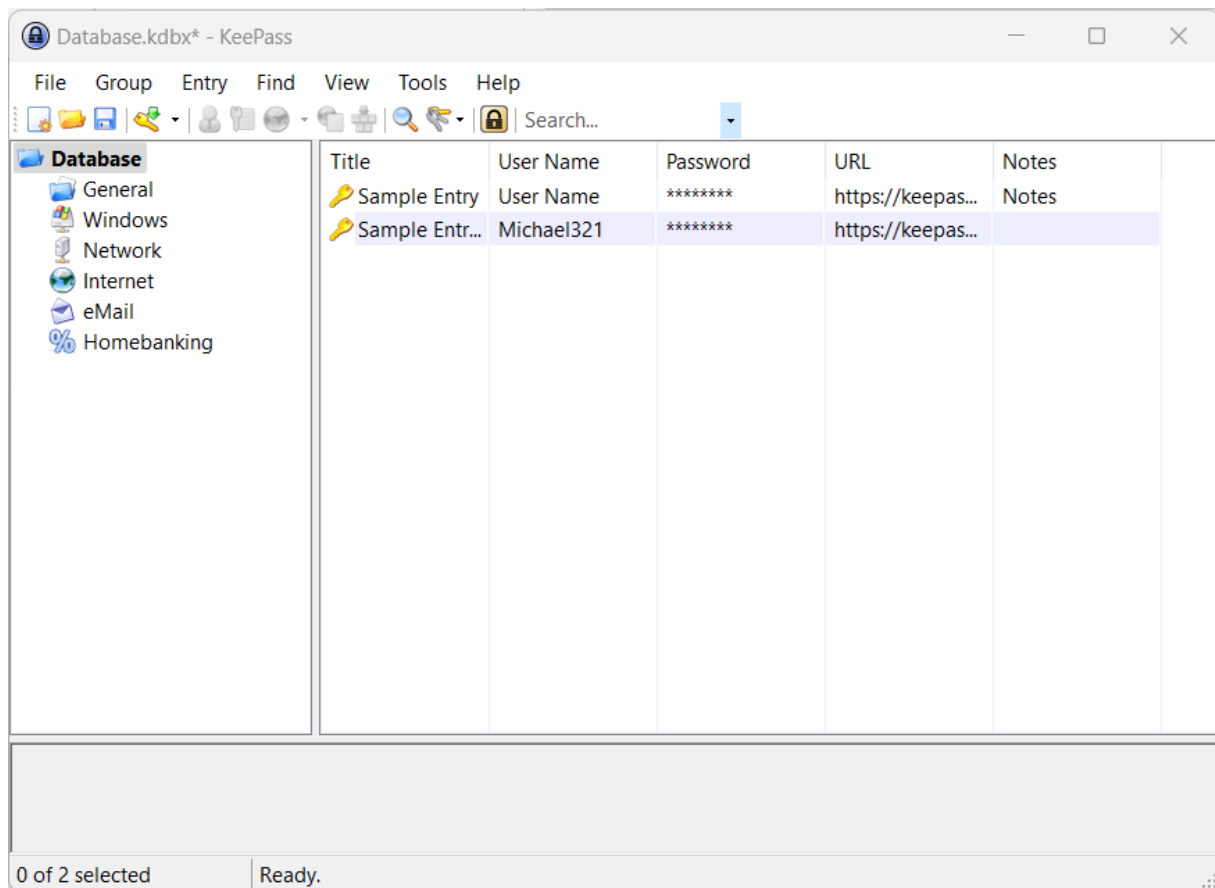 Database.kdbx* - KeePass
File Group Entry Find View Tools Help
Search...
Database
General
Windows
Network
Internet
eMail
Homebanking
Title User Name Password URL Notes
Sample Entry User Name ******** https://keepas... Notes
Sample Entr... Michael321 ******** https://keepas...
0 of 2 selected Ready.